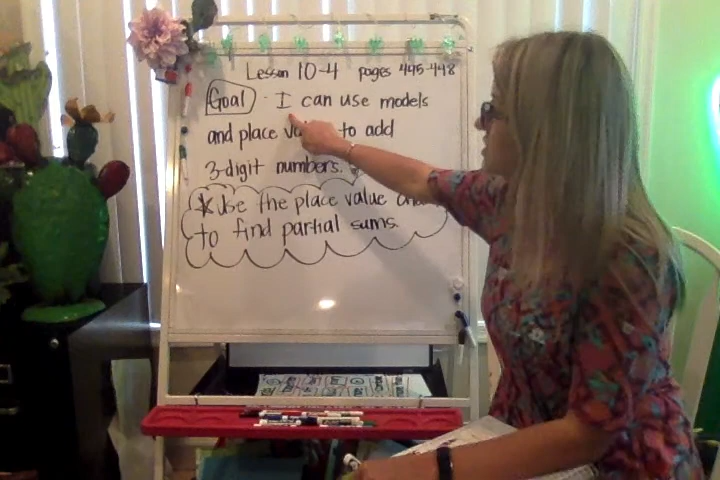 Lesson 10-4 pages 445-448
Goal - I can use models
and place to add
3-digit numbers.
*Use the place value
to find partial sums.